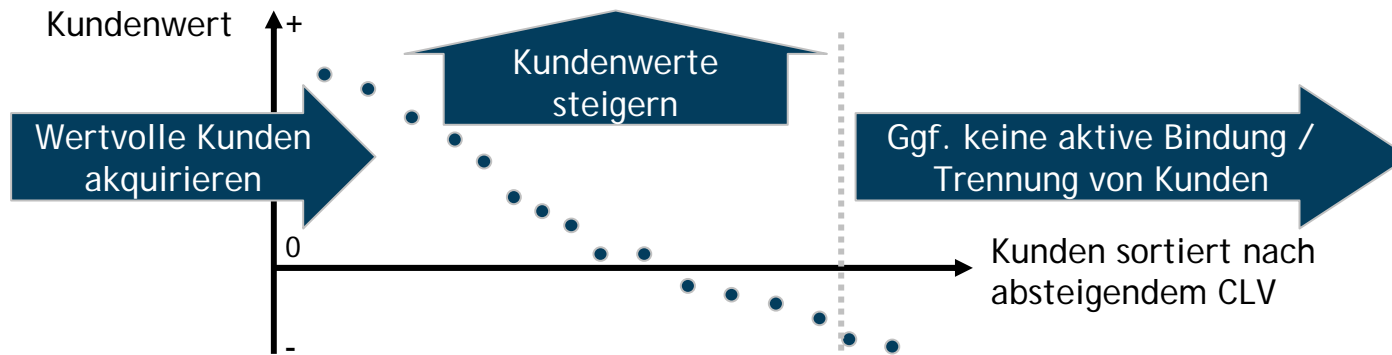 Kundenwert
+
Kundenwerte
steigern
Wertvolle Kunden
akquirieren
Ggf. keine aktive Bindung /
Trennung von Kunden
0
Kunden sortiert nach
absteigendem CLV
-